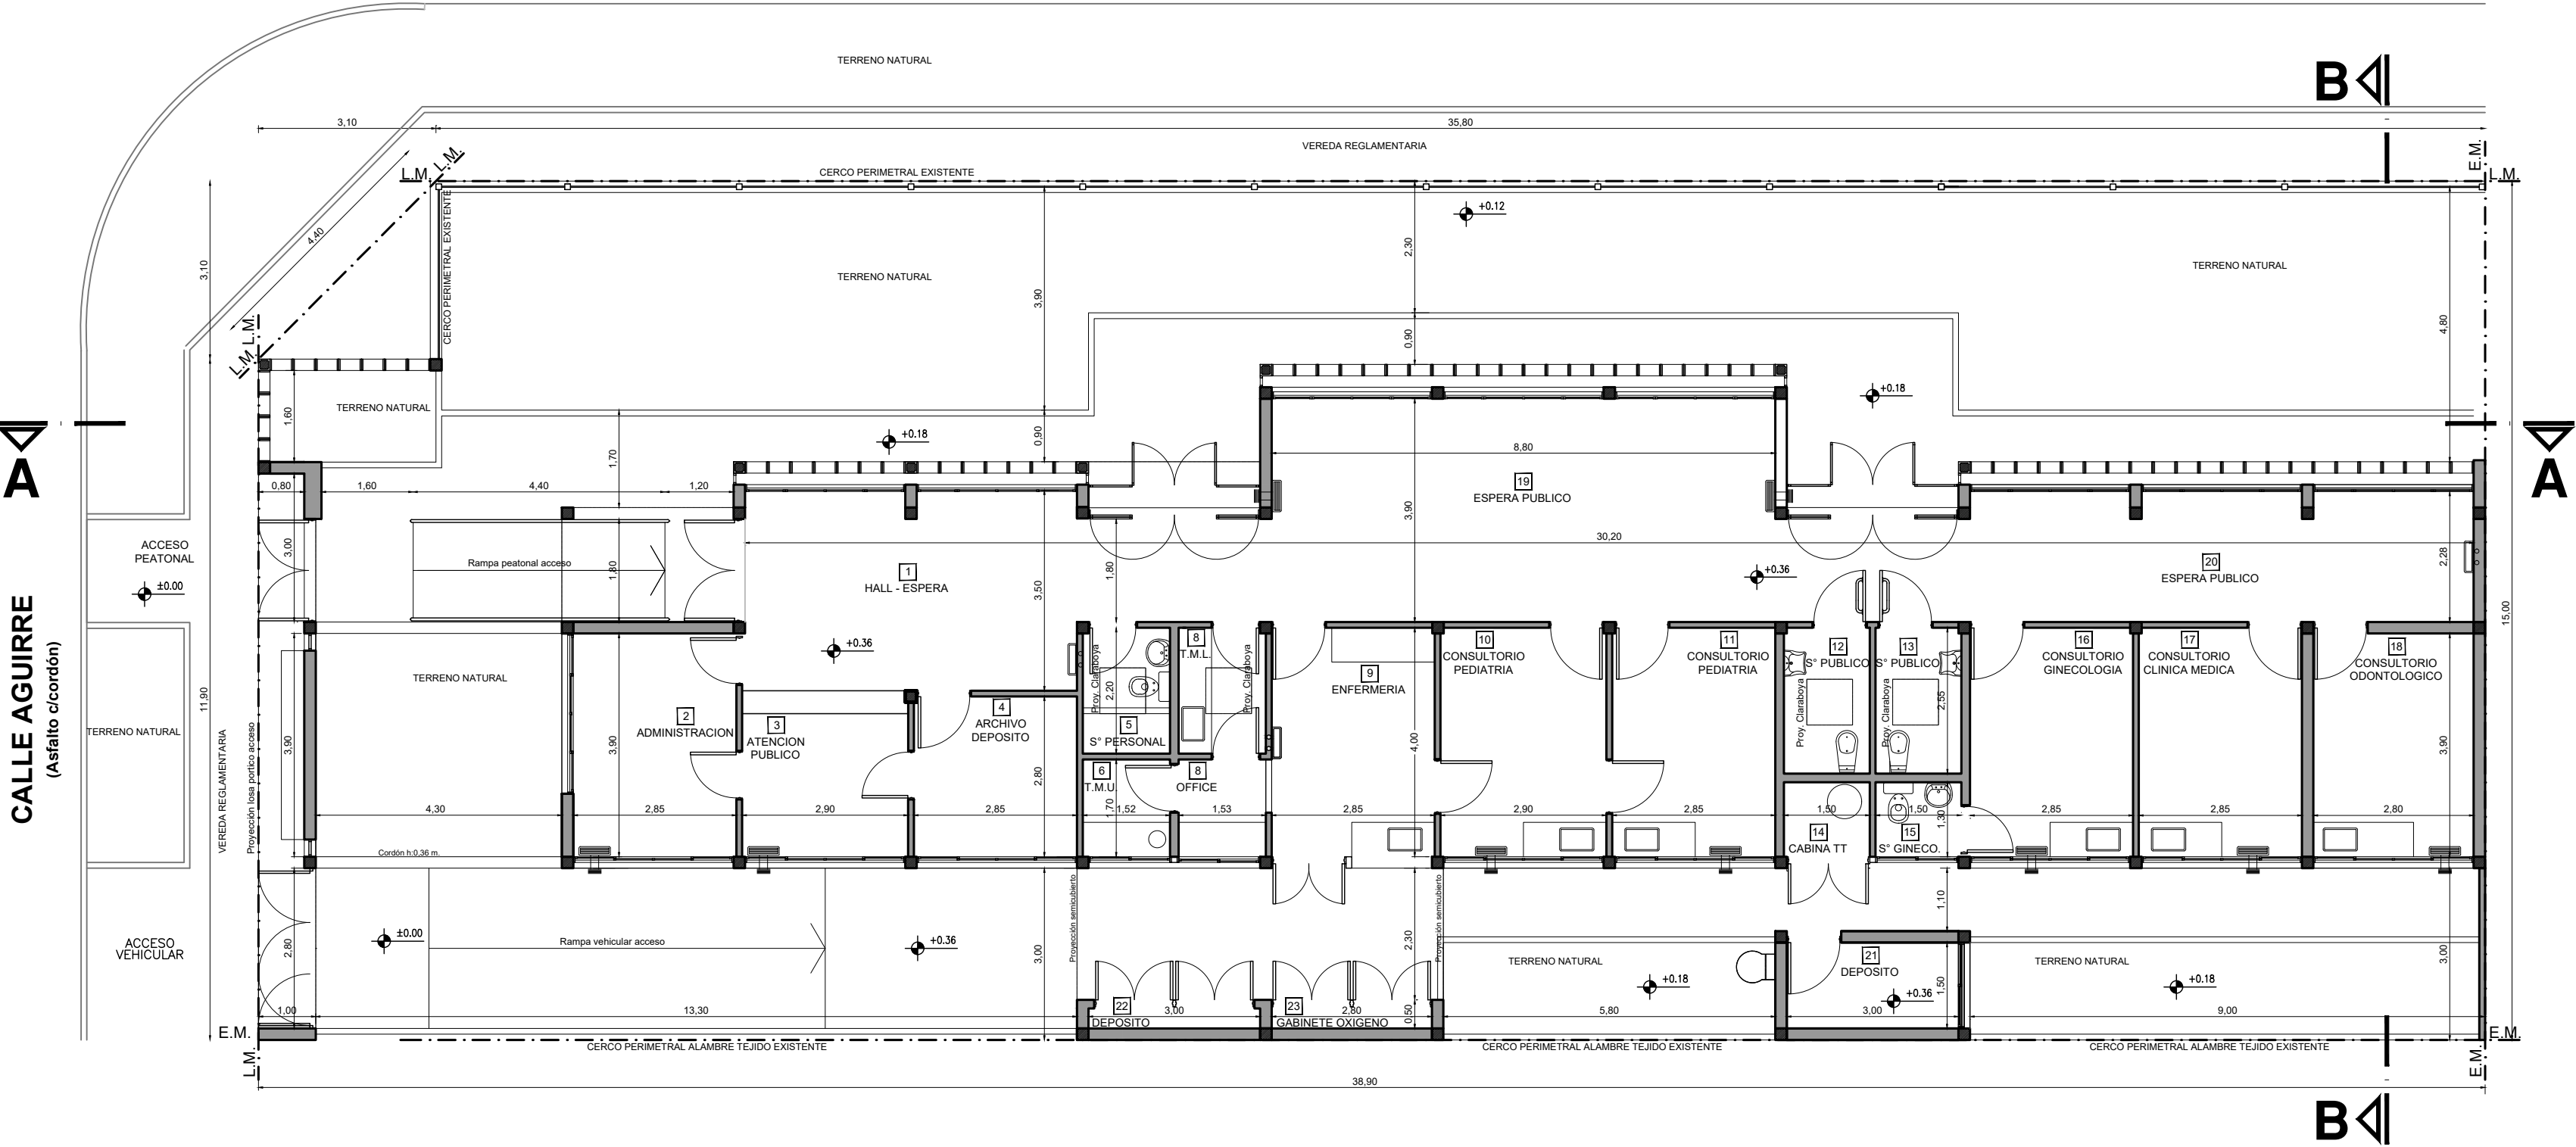 TERRENO NATURAL
B
3,10
35,80
VEREDA REGLAMENTARIA
E.M.
L.M.
L.M.
CERCO PERIMETRAL EXISTENTE
L.M.
+0.12
CERCO PERIMETRAL EXISTENTE
4,40
3,10
2,30
TERRENO NATURAL
TERRENO NATURAL
3,90
4,80
0,90
L.M.
L.M.
+0.18
TERRENO NATURAL
1,60
A
+0.18
0,90
1,70
8,80
19
ESPERA PUBLICO
A
0,80
1,60
4,40
1,20
3,90
30,20
ACCESO
PEATONAL
±0.00
3,00
Rampa peatonal acceso
1,80
1
HALL - ESPERA
3,50
1,80
+0.36
2,28
20
ESPERA PUBLICO
15,00
CALLE AGUIRRE
(Asfalto c/cordón)
+0.36
TERRENO NATURAL
11,90
VEREDA REGLAMENTARIA
Proyección losa portico acceso
TERRENO NATURAL
3,90
3,90
2
ADMINISTRACION
3
ATENCION
PUBLICO
4
ARCHIVO
DEPOSITO
2,80
Proy. Claraboya
2,20
5
S° PERSONAL
8
T.M.L.
Proy. Claraboya
6
T.M.U.
1,70
8
OFFICE
9
ENFERMERIA
4,00
10
CONSULTORIO
PEDIATRIA
11
CONSULTORIO
PEDIATRIA
12
S° PUBLICO
Proy. Claraboya
13
S° PUBLICO
Proy. Claraboya
2,55
16
CONSULTORIO
GINECOLOGIA
17
CONSULTORIO
CLINICA MEDICA
18
CONSULTORIO
ODONTOLOGICO
3,90
4,30
2,85
2,90
2,85
1,52
1,53
2,85
2,90
2,85
1,50
1,50
1,30
2,85
2,85
2,80
14
CABINA TT
15
S° GINECO.
Cordón h:0,36 m.
ACCESO
VEHICULAR
2,80
±0.00
Rampa vehicular acceso
+0.36
3,00
Proyección semicubierto
2,30
Proyección semicubierto
1,10
TERRENO NATURAL
+0.18
21
DEPOSITO
+0.36
1,50
TERRENO NATURAL
+0.18
3,00
1,00
13,30
22
DEPOSITO
3,00
23
GABINETE OXIGENO
2,80
0,50
5,80
3,00
9,00
E.M.
L.M.
CERCO PERIMETRAL ALAMBRE TEJIDO EXISTENTE
CERCO PERIMETRAL ALAMBRE TEJIDO EXISTENTE
CERCO PERIMETRAL ALAMBRE TEJIDO EXISTENTE
E.M.
E.M.
38,90
B